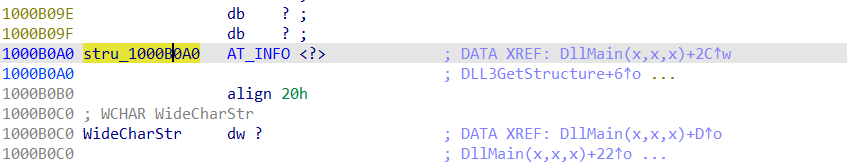 1000B09E db ? ;
1000B09F db ? ;
1000B0A0 stru_1000B0A0 AT_INFO <?> ; DATA XREF: DllMain(x,x,x)+2C↑w
1000B0A0 ; DLL3GetStructure+6↑o ...
1000B0B0 align 20h
1000B0C0 ; WCHAR WideCharStr
1000B0C0 WideCharStr dw ? ; DATA XREF: DllMain(x,x,x)+D↑o
1000B0C0 ; DllMain(x,x,x)+22↑o ...